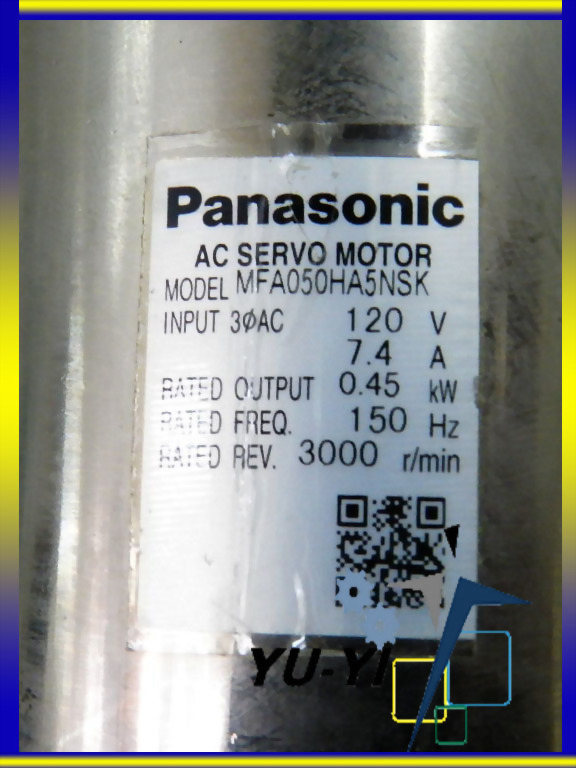 Panasonic
AC SERVO MOTOR
MODEL MFA050HA5NSK
INPUT 3øAC 120 V
7.4 A
RATED OUTPUT 0.45 kW
RATED FREQ. 150 Hz
RATED REV. 3000 r/min
YU-YI